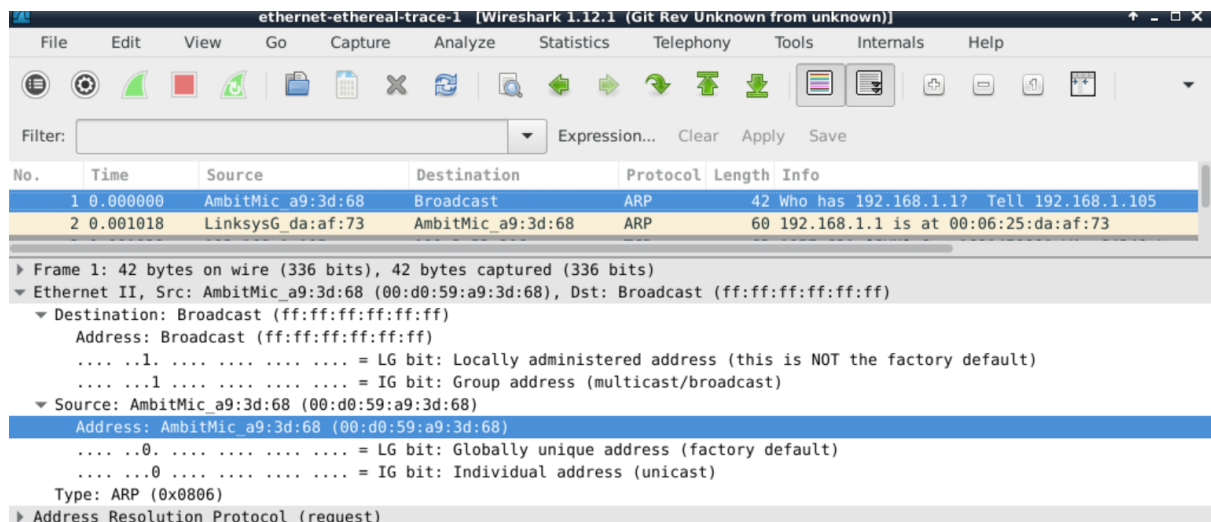 ethernet-ethereal-trace-1 [Wireshark 1.12.1 (Git Rev Unknown from unknown)]
File Edit View Go Capture Analyze Statistics Telephony Tools Internals Help
Filter: Expression... Clear Apply Save
No. Time Source Destination Protocol Length Info
1 0.000000 AmbitMic_a9:3d:68 Broadcast ARP 42 Who has 192.168.1.1? Tell 192.168.1.105
2 0.001018 LinksysG_da:af:73 AmbitMic_a9:3d:68 ARP 60 192.168.1.1 is at 00:06:25:da:af:73
Frame 1: 42 bytes on wire (336 bits), 42 bytes captured (336 bits)
Ethernet II, Src: AmbitMic_a9:3d:68 (00:d0:59:a9:3d:68), Dst: Broadcast (ff:ff:ff:ff:ff:ff)
Destination: Broadcast (ff:ff:ff:ff:ff:ff)
Address: Broadcast (ff:ff:ff:ff:ff:ff)
.... ..1. .... .... .... .... = LG bit: Locally administered address (this is NOT the factory default)
.... ...1 .... .... .... .... = IG bit: Group address (multicast/broadcast)
Source: AmbitMic_a9:3d:68 (00:d0:59:a9:3d:68)
Address: AmbitMic_a9:3d:68 (00:d0:59:a9:3d:68)
.... ..0. .... .... .... .... = LG bit: Globally unique address (factory default)
.... ...0 .... .... .... .... = IG bit: Individual address (unicast)
Type: ARP (0x0806)
Address Resolution Protocol (request)